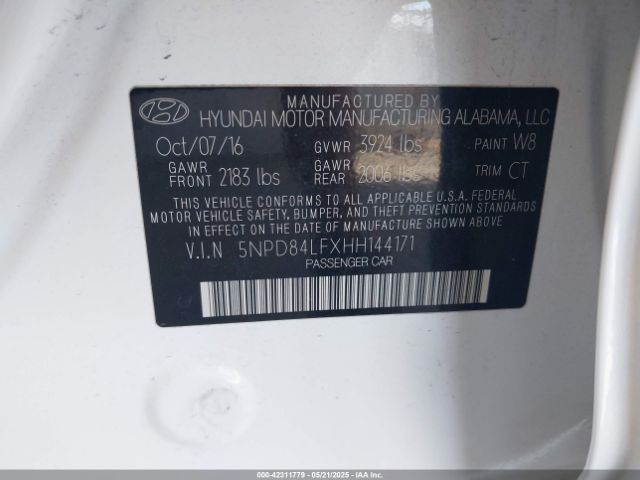 MANUFACTURED BY
HYUNDAI MOTOR MANUFACTURING ALABAMA, LLC
Oct/07/16 GVWR 3924 lbs PAINT W8
GAWR FRONT 2183 lbs GAWR REAR 2006 lbs TRIM CT
THIS VEHICLE CONFORMS TO ALL APPLICABLE U.S.A. FEDERAL
MOTOR VEHICLE SAFETY, BUMPER, AND THEFT PREVENTION
STANDARDS IN EFFECT ON THE DATE OF MANUFACTURE SHOWN ABOVE.
V.I.N 5NPD84LFXHH144171
PASSENGER CAR
000-42311779 - 05/21/2025 - IAA Inc.